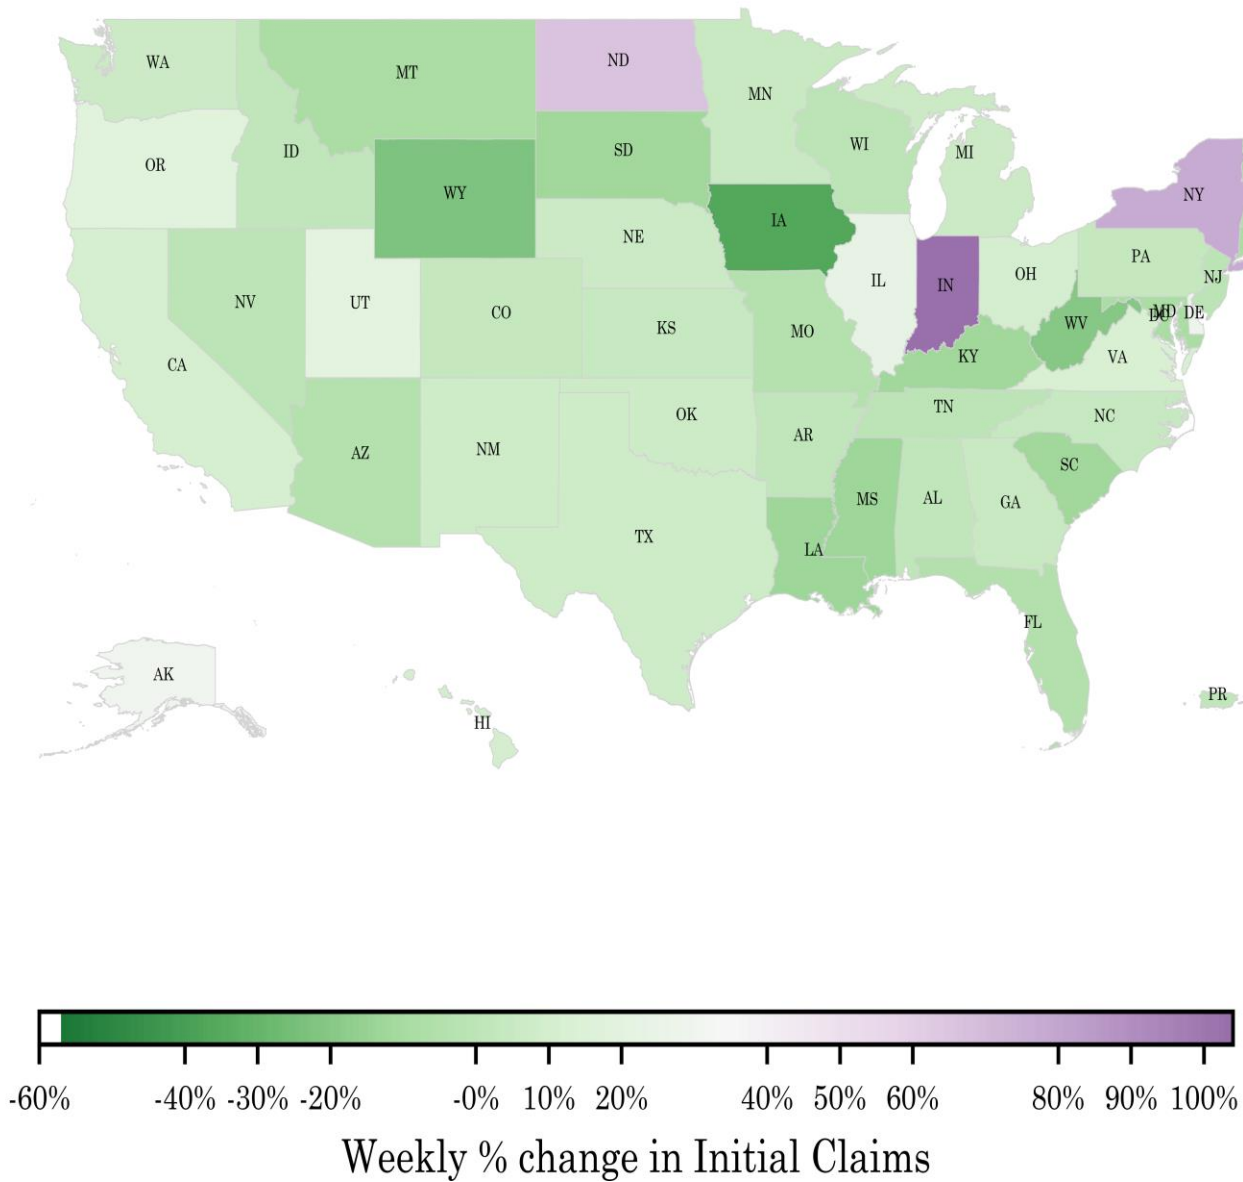 WA
MT
ND
MN
OR
ID
SD
WI
MI
WY
NY
IA
NE
PA
NV
UT
CO
IL
IN
OH
NJ
KS
MO
WV
DC
MD
DE
CA
KY
VA
OK
TN
NC
AZ
NM
AR
SC
MS
AL
GA
TX
LA
FL
AK
HI
PR
-60% -40% -30% -20% -0% 10% 20% 40% 50% 60% 80% 90% 100%
Weekly % change in Initial Claims